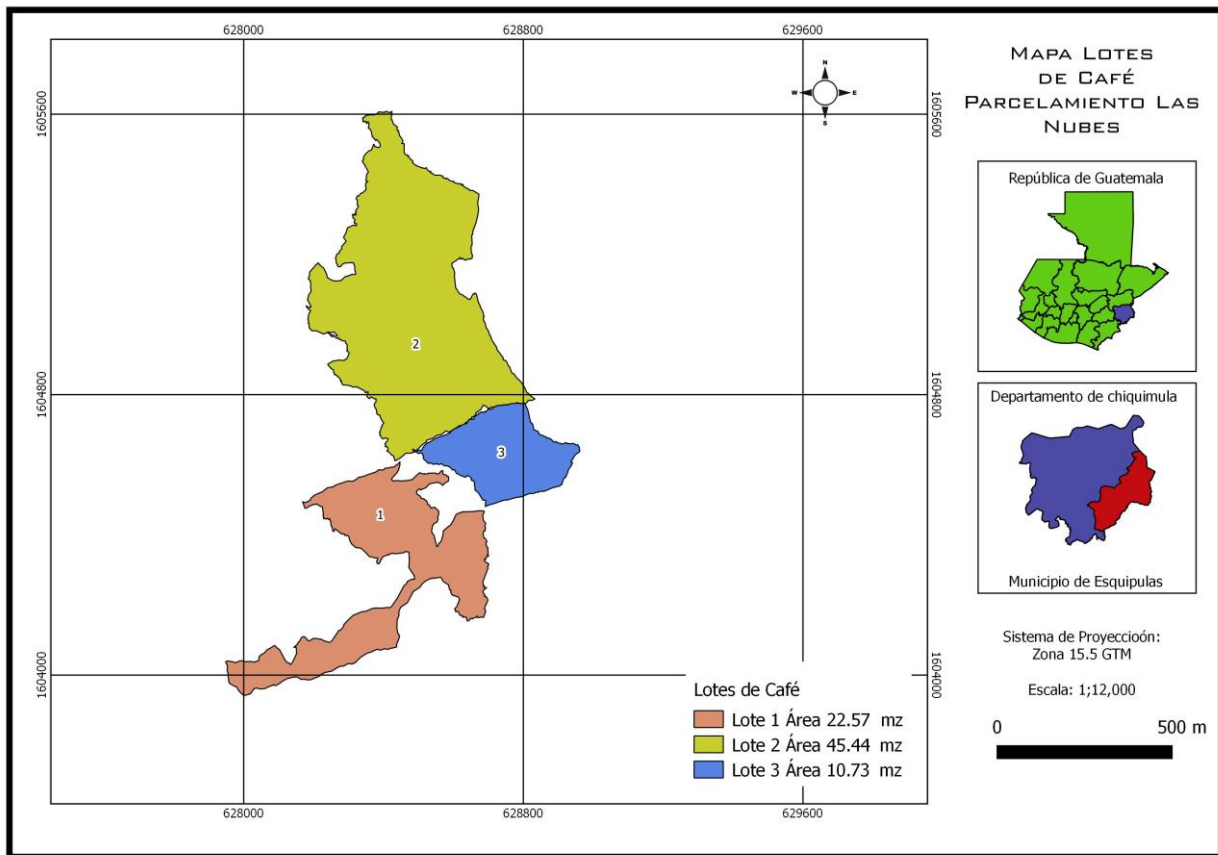 MAPA LOTES
DE CAFÉ
PARCELAMIENTO LAS
NUBES
628000
628800
629600
N
W
E
S
1605600
1605600
República de Guatemala
2
1604800
1604800
3
1
Departamento de chiquimula
Municipio de Esquipulas
1604000
1604000
Sistema de Proyeccioón:
Zona 15.5 GTM
Escala: 1;12,000
0 500 m
Lotes de Café
Lote 1 Área 22.57 mz
Lote 2 Área 45.44 mz
Lote 3 Área 10.73 mz
628000
628800
629600